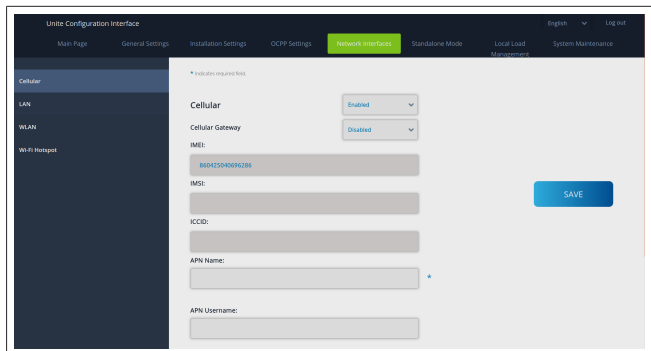 Unite Configuration Interface
English
Log out
Main Page
General Settings
Installation Settings
OCPP Settings
Network Interfaces
Standalone Mode
Local Load Management
System Maintenance
Cellular
LAN
WLAN
Wi-Fi Hotspot
* Indicates required field.
Cellular
Enabled
Cellular Gateway
Disabled
IMEI:
860425040696286
IMSI:
ICCID:
APN Name:
*
APN Username:
SAVE